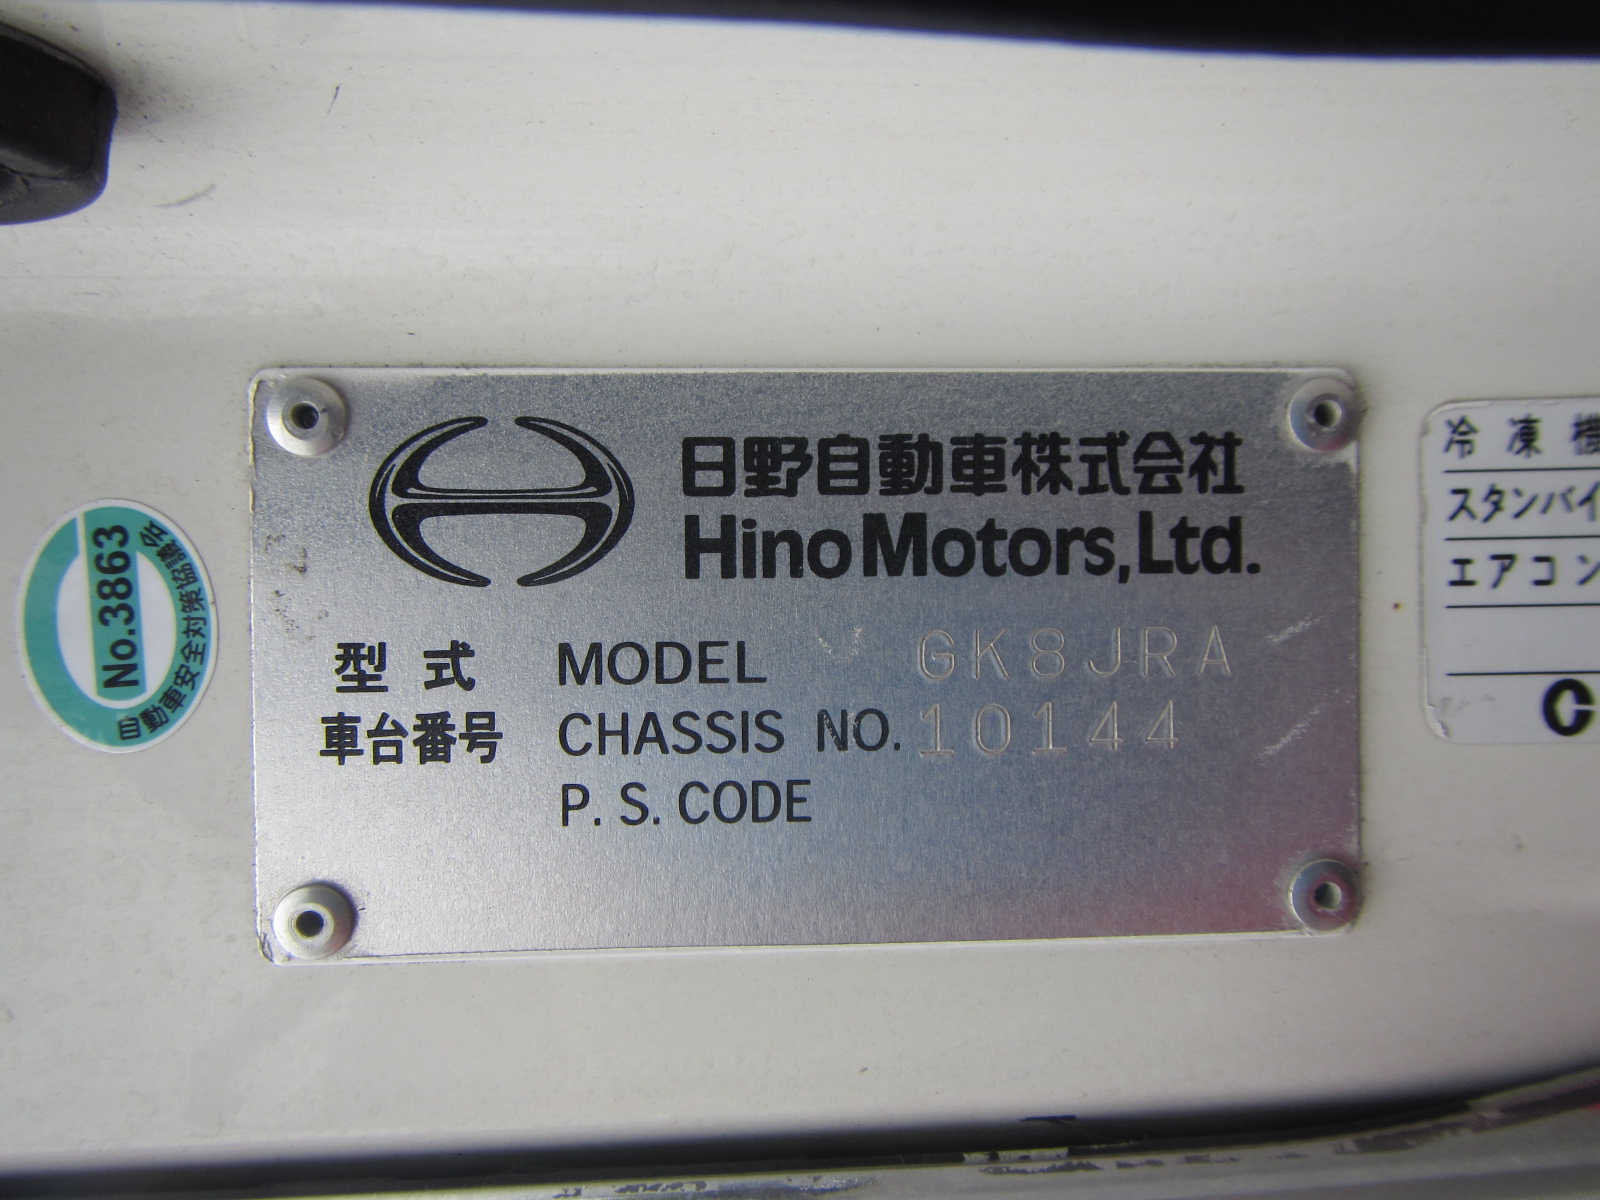 日野自動車株式会社
Hino Motors, Ltd.
型式 MODEL GK8JRA
車台番号 CHASSIS NO. 10144
P. S. CODE
No.3863
自動車安全対策協議会
冷凍機
スタンバイ
エアコン